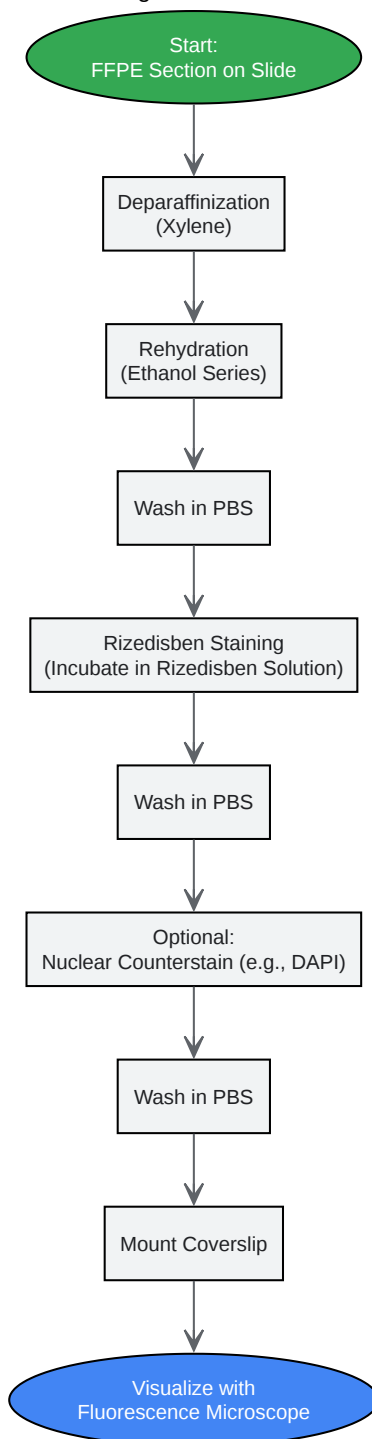 Start:
FFPE Section on Slide
Deparaffinization
(Xylene)
Rehydration
(Ethanol Series)
Wash in PBS
Rizedisben Staining
(Incubate in Rizedisben Solution)
Wash in PBS
Optional:
Nuclear Counterstain (e.g., DAPI)
Wash in PBS
Mount Coverslip
Visualize with
Fluorescence Microscope